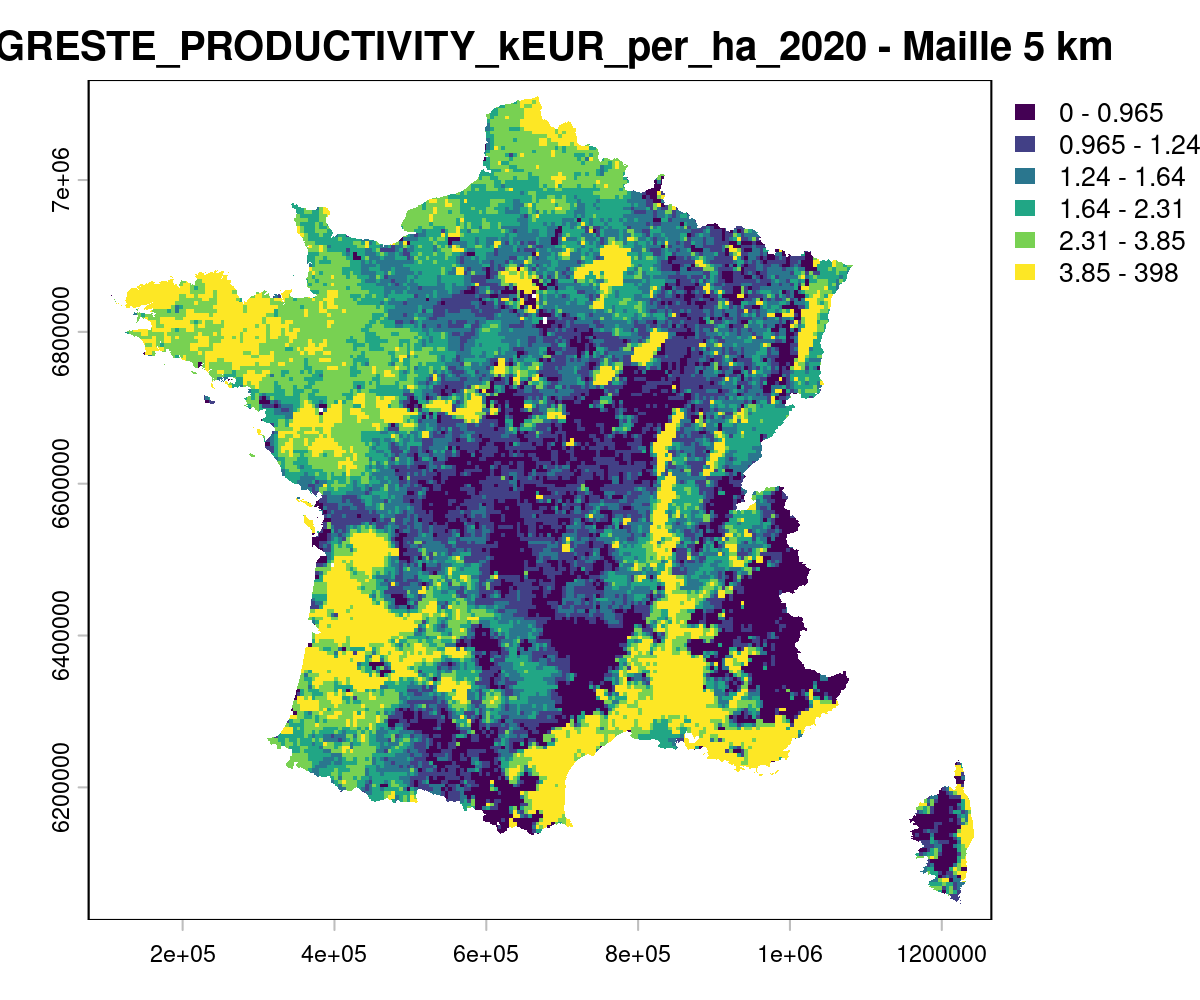 GRESTE_PRODUCTIVITY_kEUR_per_ha_2020 - Maille 5 km
0 - 0.965
0.965 - 1.24
1.24 - 1.64
1.64 - 2.31
2.31 - 3.85
3.85 - 398
7e+06
6800000
6600000
6400000
6200000
2e+05
4e+05
6e+05
8e+05
1e+06
1200000